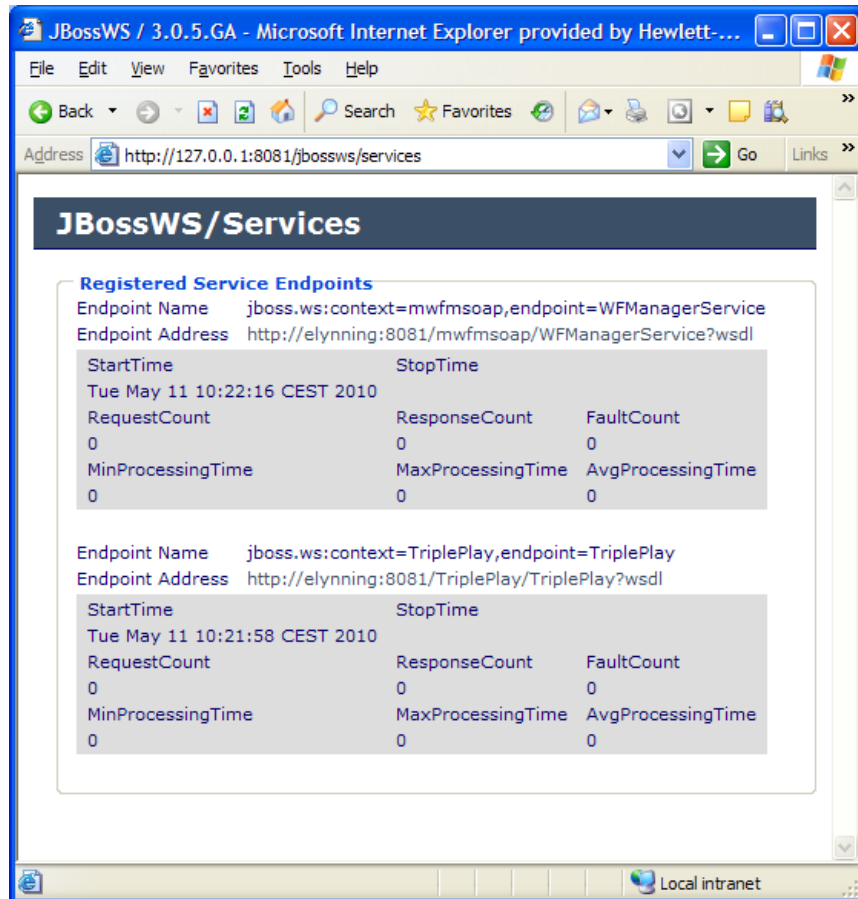 JBossWS / 3.0.5.GA - Microsoft Internet Explorer provided by Hewlett-...
File Edit View Favorites Tools Help
Back Search Favorites »
Address http://127.0.0.1:8081/jbossws/services Go Links »
JBossWS/Services
Registered Service Endpoints
Endpoint Name jboss.ws:context=mwfmsoap,endpoint=WFManagerService
Endpoint Address http://elynning:8081/mwfmsoap/WFManagerService?wsdl
StartTime StopTime
Tue May 11 10:22:16 CEST 2010
RequestCount ResponseCount FaultCount
0 0 0
MinProcessingTime MaxProcessingTime AvgProcessingTime
0 0 0
Endpoint Name jboss.ws:context=TriplePlay,endpoint=TriplePlay
Endpoint Address http://elynning:8081/TriplePlay/TriplePlay?wsdl
StartTime StopTime
Tue May 11 10:21:58 CEST 2010
RequestCount ResponseCount FaultCount
0 0 0
MinProcessingTime MaxProcessingTime AvgProcessingTime
0 0 0
Local intranet